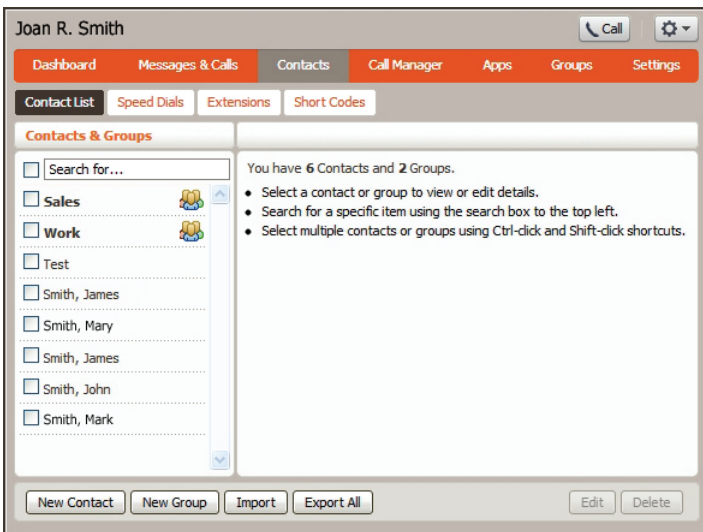 Joan R. Smith Call
Dashboard Messages & Calls Contacts Call Manager Apps Groups Settings
Contact List Speed Dials Extensions Short Codes
Contacts & Groups
Search for...
Sales
Work
Test
Smith, James
Smith, Mary
Smith, James
Smith, John
Smith, Mark
You have 6 Contacts and 2 Groups.
• Select a contact or group to view or edit details.
• Search for a specific item using the search box to the top left.
• Select multiple contacts or groups using Ctrl-click and Shift-click shortcuts.
New Contact New Group Import Export All Edit Delete